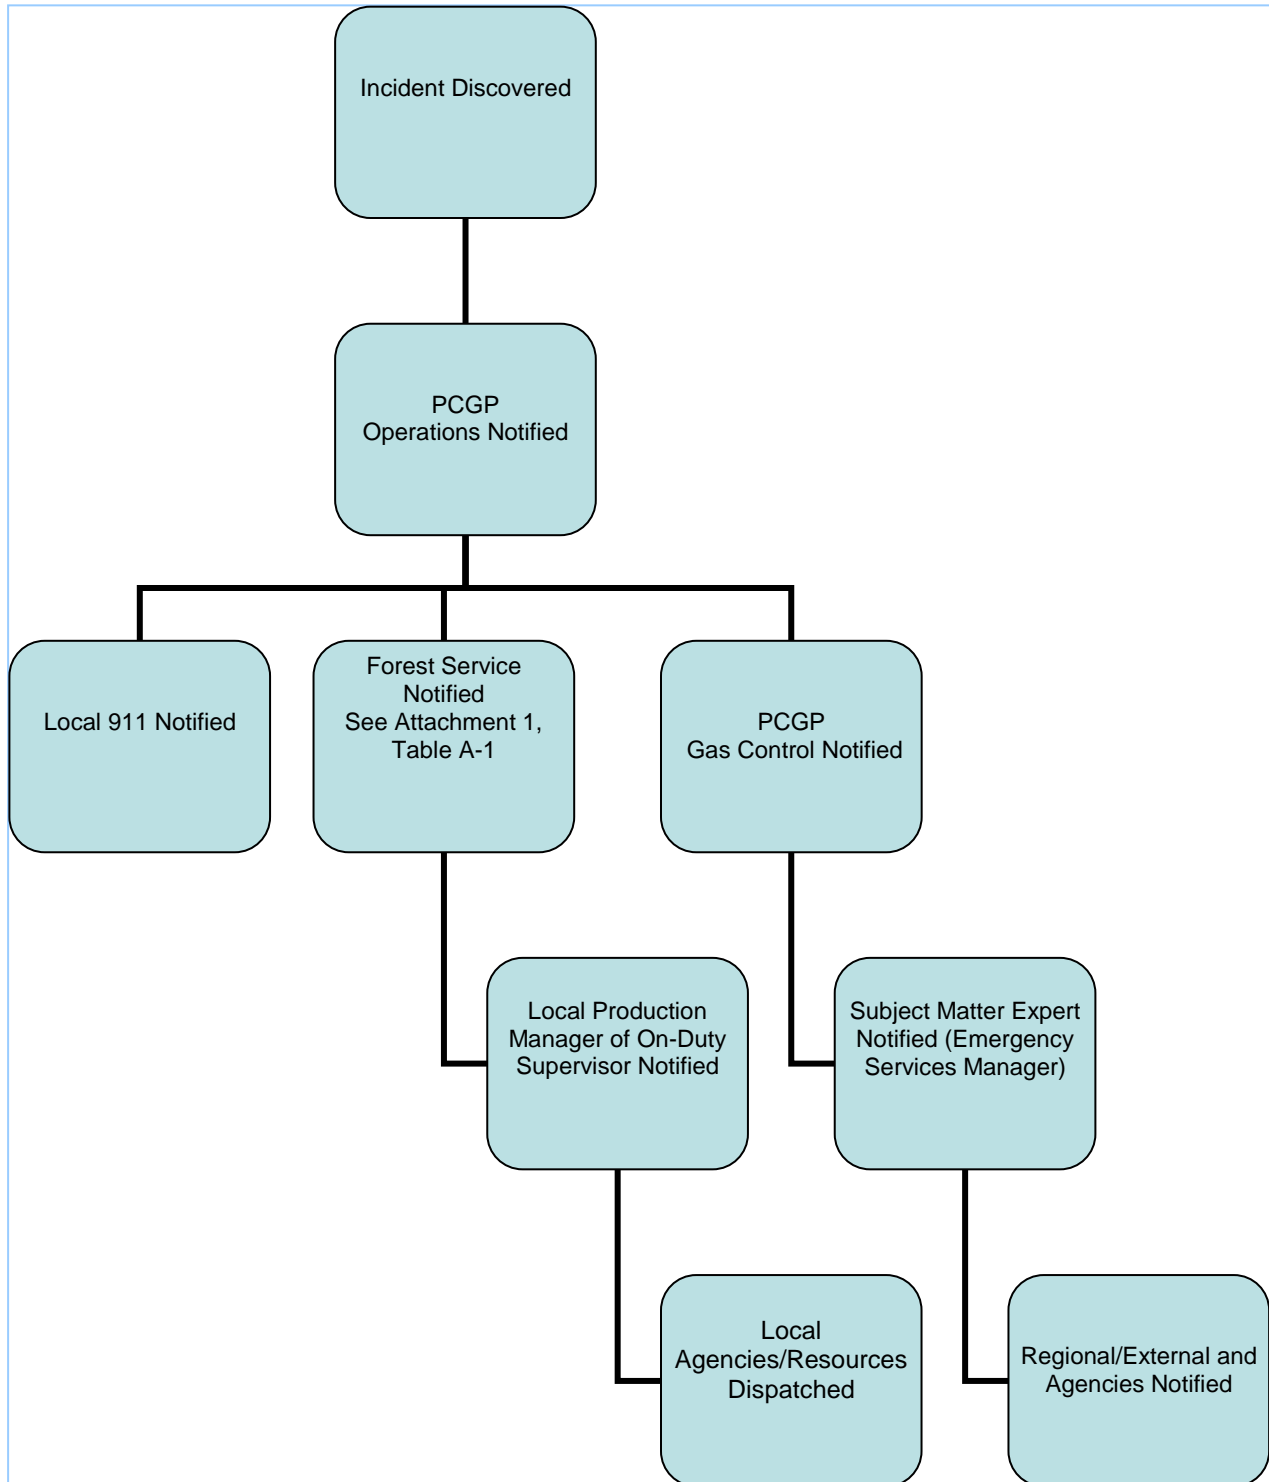 Incident Discovered
PCGP
Operations Notified
Local 911 Notified
Forest Service
Notified
See Attachment 1,
Table A-1
PCGP
Gas Control Notified
Local Production
Manager of On-Duty
Supervisor Notified
Subject Matter Expert
Notified (Emergency
Services Manager)
Local
Agencies/Resources
Dispatched
Regional/External and
Agencies Notified